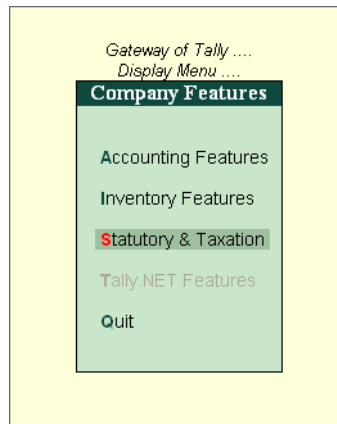 Gateway of Tally ....
Display Menu ....
Company Features
Accounting Features
Inventory Features
Statutory & Taxation
Tally.NET Features
Quit